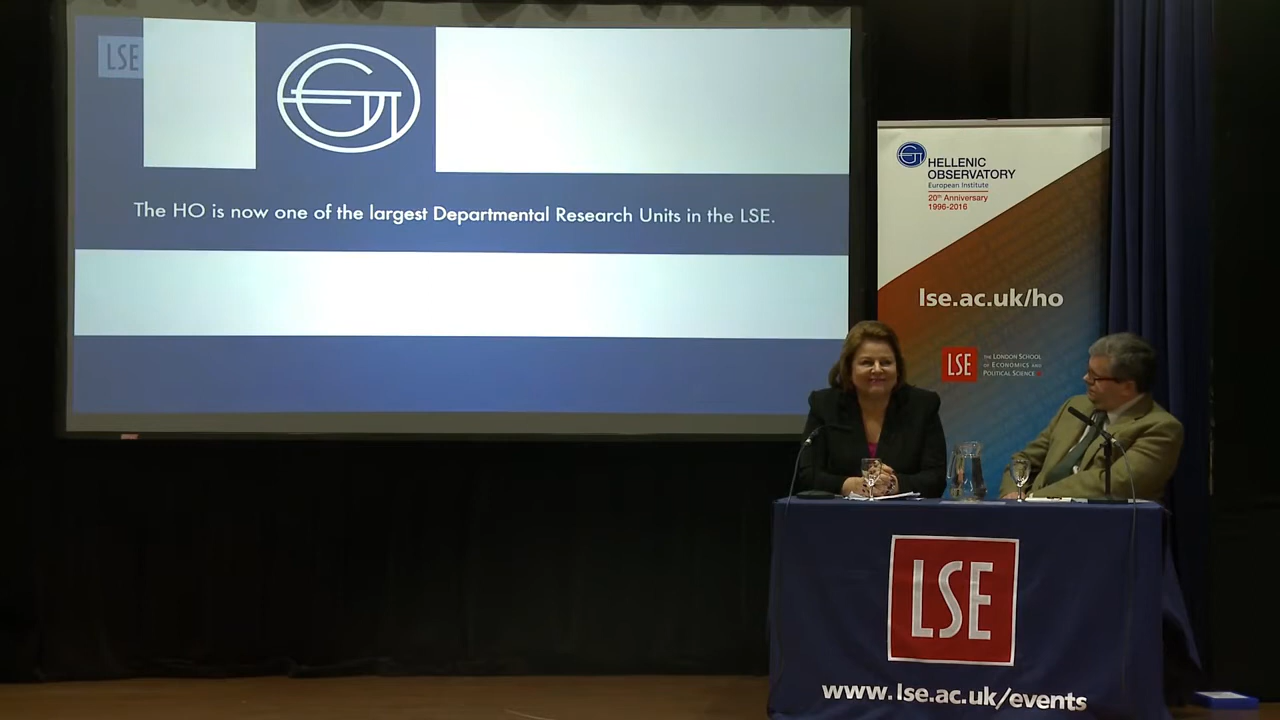 LSE
The HO is now one of the largest Departmental Research Units in the LSE.
HELLENIC
OBSERVATORY
European Institute
20th Anniversary
1996-2016
lse.ac.uk/ho
LSE
THE LONDON SCHOOL
OF ECONOMICS AND
POLITICAL SCIENCE
LSE
www.lse.ac.uk/events